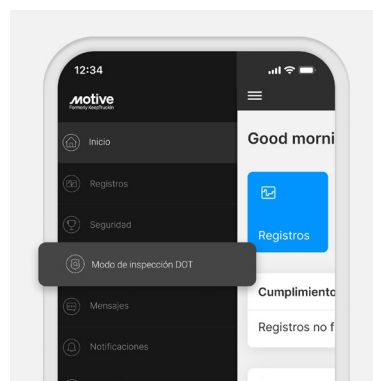 12:34
Motive
Formerly KeepTruckin
Inicio
Registros
Seguridad
Modo de inspección DOT
Mensajes
Notificaciones
Good morni
Registros
Cumplimiento
Registros no f